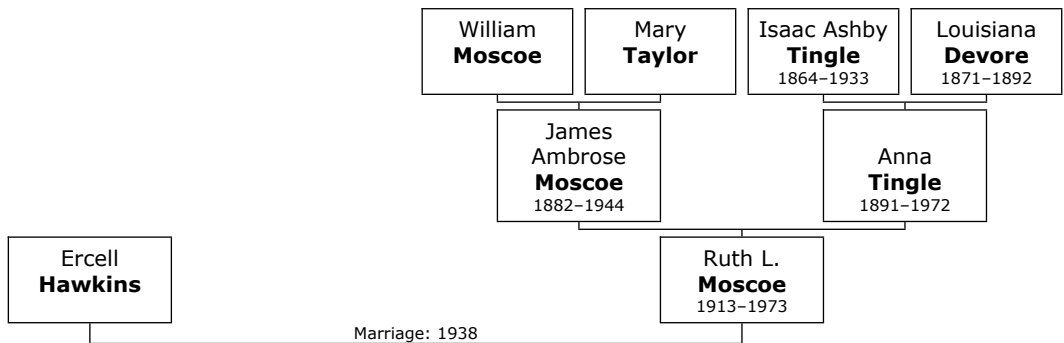 William
Moscoe
Mary
Taylor
Isaac Ashby
Tingle
1864–1933
Louisiana
Devore
1871–1892
James
Ambrose
Moscoe
1882–1944
Anna
Tingle
1891–1972
Ercell
Hawkins
Ruth L.
Moscoe
1913–1973
Marriage: 1938